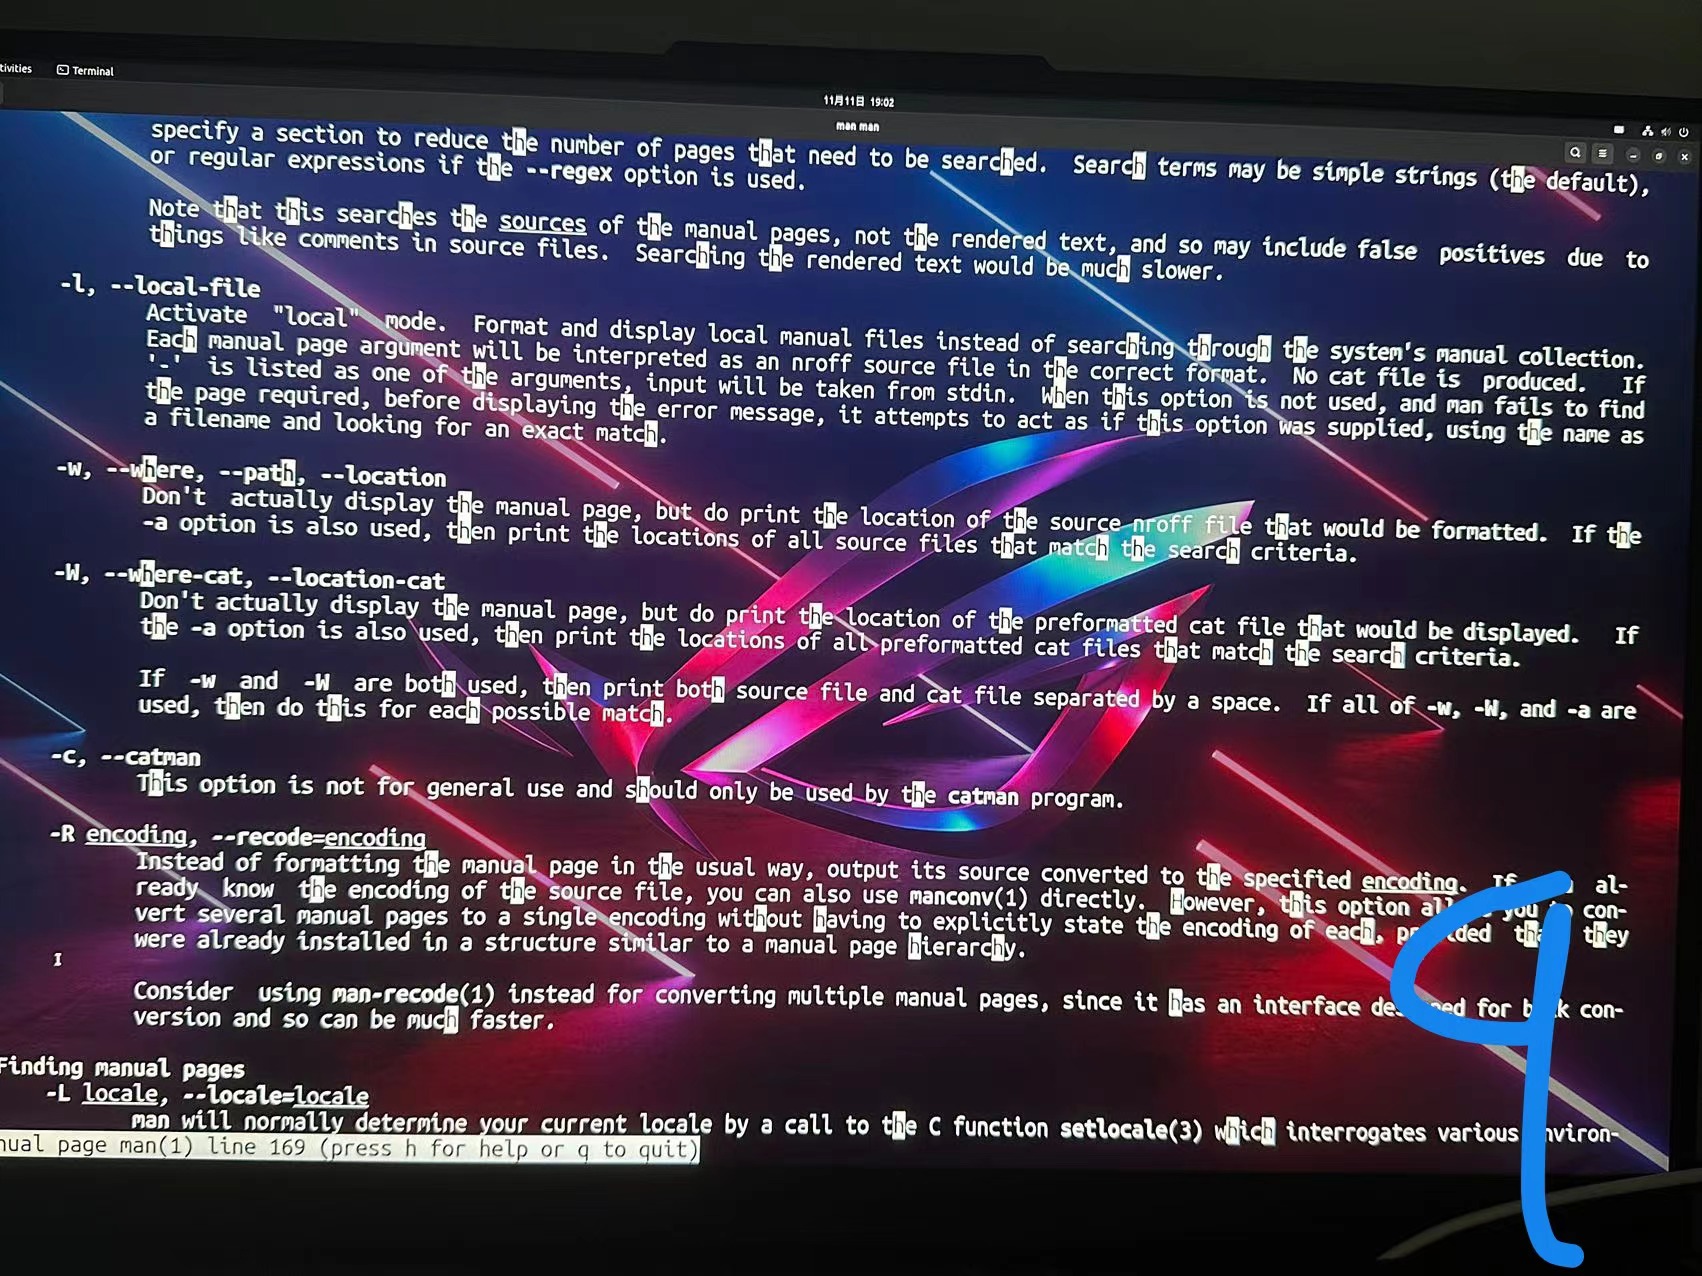 tivities Terminal
11月11日 19:02
man man
specify a section to reduce the number of pages that need to be searched. Search terms may be simple strings (the default),
or regular expressions if the --regex option is used.
Note that this searches the sources of the manual pages, not the rendered text, and so may include false positives due to
things like comments in source files. Searching the rendered text would be much slower.
-l, --local-file
Activate "local" mode. Format and display local manual files instead of searching through the system's manual collection.
Each manual page argument will be interpreted as an nroff source file in the correct format. No cat file is produced. If
'-' is listed as one of the arguments, input will be taken from stdin. When this option is not used, and man fails to find
the page required, before displaying the error message, it attempts to act as if this option was supplied, using the name as
a filename and looking for an exact match.
-w, --where, --path, --location
Don't actually display the manual page, but do print the location of the source nroff file that would be formatted. If the
-a option is also used, then print the locations of all source files that match the search criteria.
-W, --where-cat, --location-cat
Don't actually display the manual page, but do print the location of the preformatted cat file that would be displayed. If
the -a option is also used, then print the locations of all preformatted cat files that match the search criteria.
If -w and -W are both used, then print both source file and cat file separated by a space. If all of -w, -W, and -a are
used, then do this for each possible match.
-c, --catman
This option is not for general use and should only be used by the catman program.
-R encoding, --recode=encoding
Instead of formatting the manual page in the usual way, output its source converted to the specified encoding. If al-
ready know the encoding of the source file, you can also use manconv(1) directly. However, this option you con-
vert several manual pages to a single encoding without having to explicitly state the encoding of each, they
were already installed in a structure similar to a manual page hierarchy.
Consider using man-recode(1) instead for converting multiple manual pages, since it has an interface for con-
version and so can be much faster.
Finding manual pages
-L locale, --locale=locale
man will normally determine your current locale by a call to the C function setlocale(3) which interrogates various nviron-
nual page man(1) line 169 (press h for help or q to quit)
q